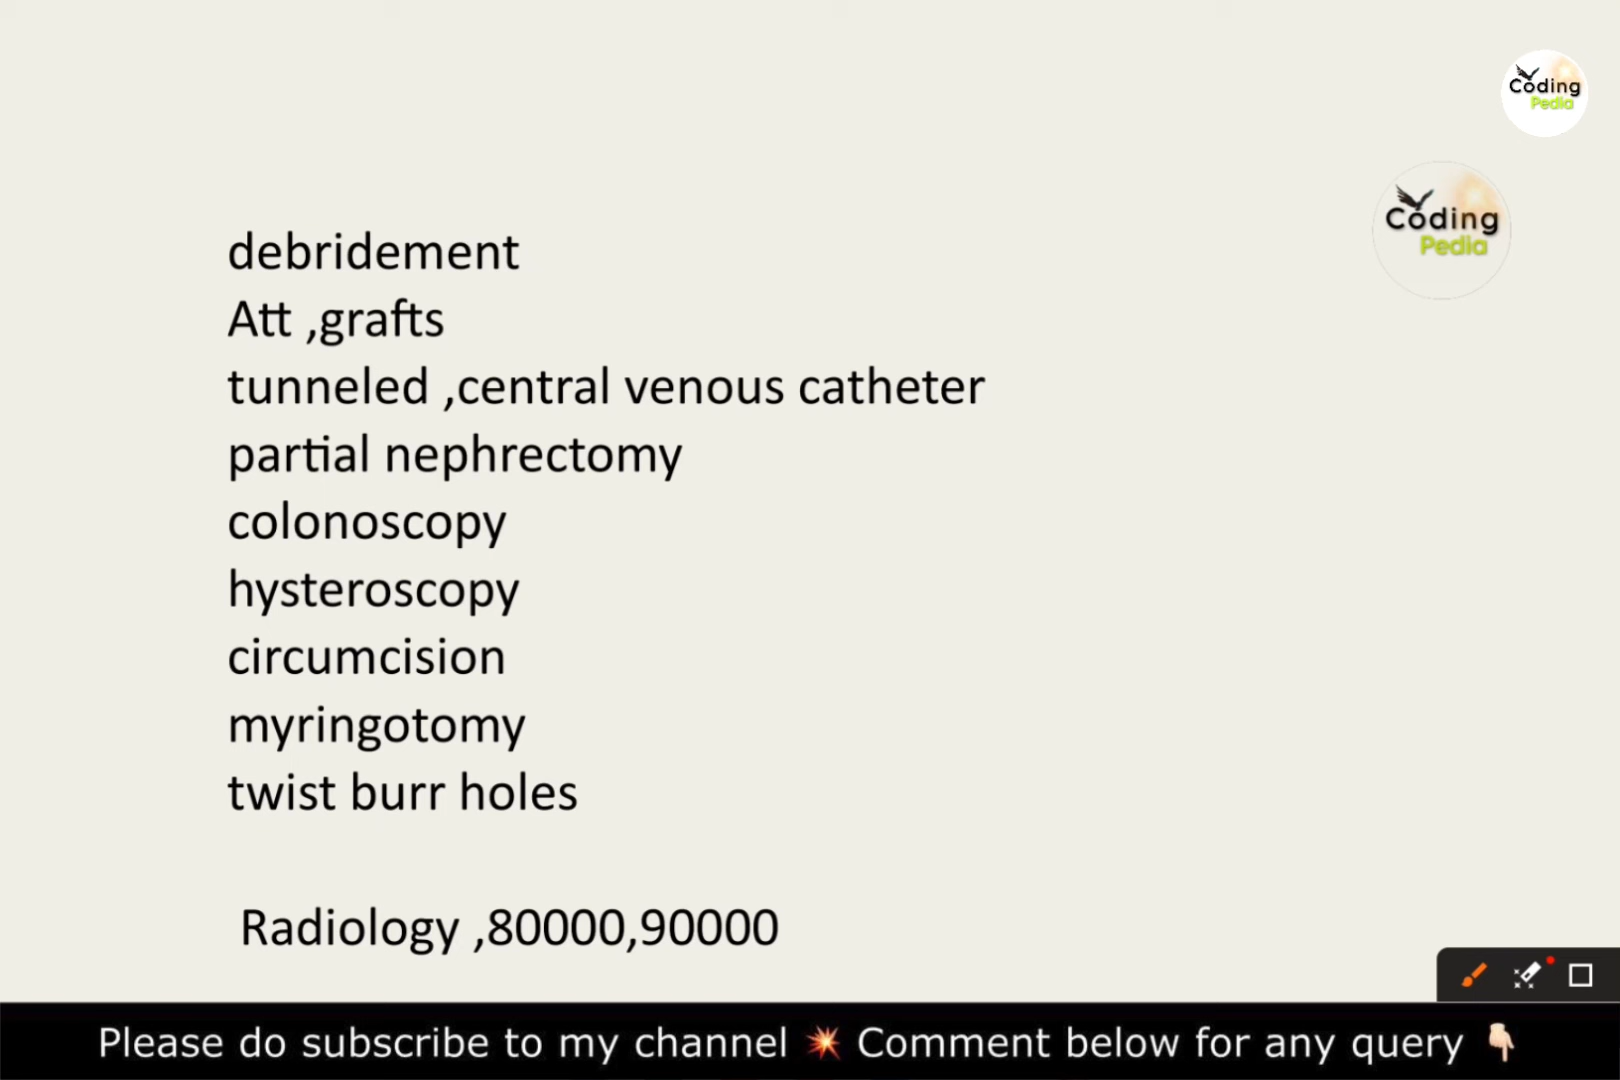 Coding
Pedia
Coding
Pedia
debridement
Att ,grafts
tunneled ,central venous catheter
partial nephrectomy
colonoscopy
hysteroscopy
circumcision
myringotomy
twist burr holes
Radiology ,80000,90000
Please do subscribe to my channel 💥 Comment below for any query 👇🏻